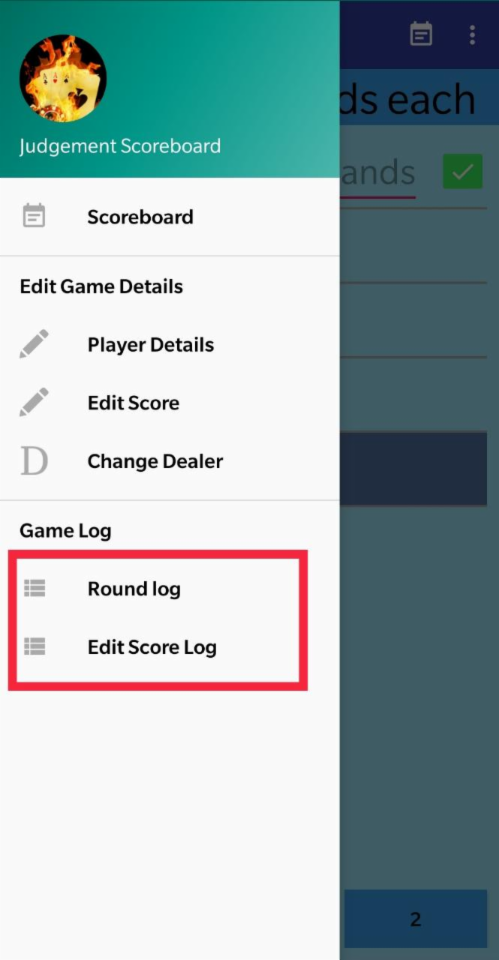 Judgement Scoreboard
ds each
ands
Scoreboard
Edit Game Details
Player Details
Edit Score
D
Change Dealer
Game Log
Round log
Edit Score Log
2